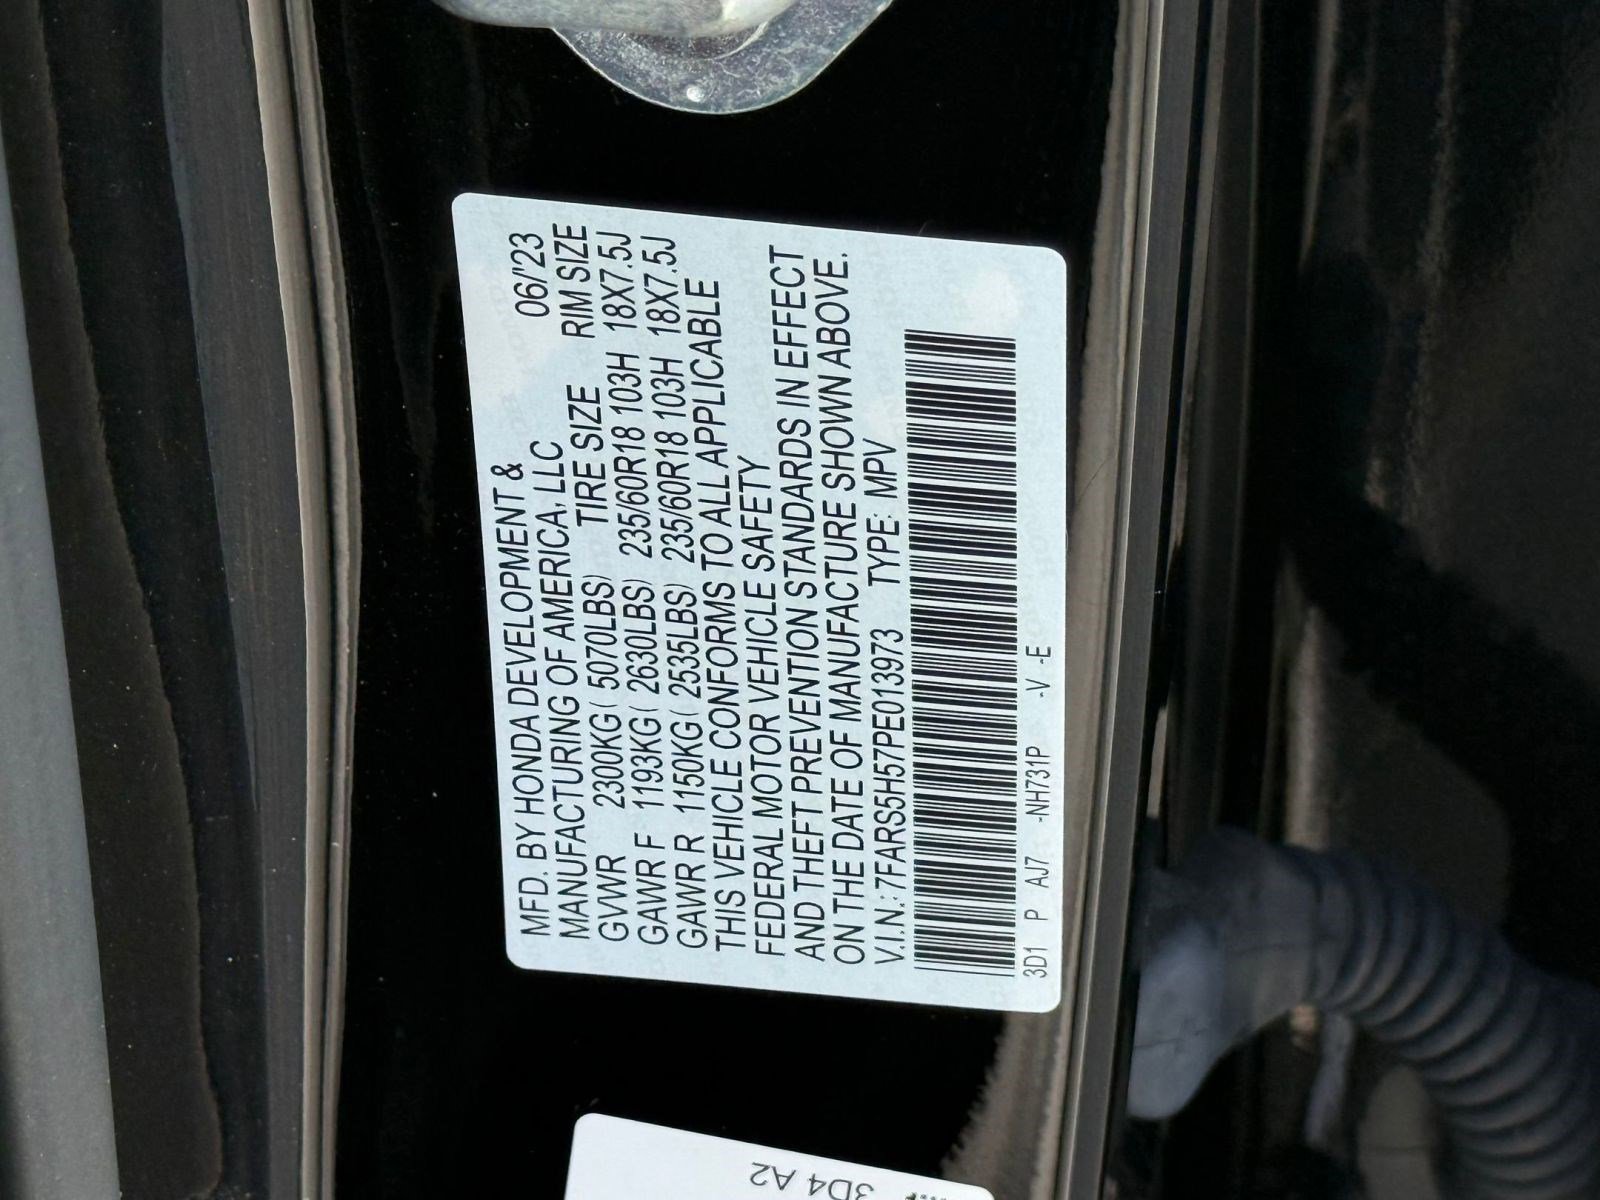 MFD. BY HONDA DEVELOPMENT &
MANUFACTURING OF AMERICA, LLC 06/'23
GVWR 2300KG ( 5070LBS) TIRE SIZE RIM SIZE
GAWR F 1193KG ( 2630LBS) 235/60R18 103H 18X7.5J
GAWR R 1150KG ( 2535LBS) 235/60R18 103H 18X7.5J
THIS VEHICLE CONFORMS TO ALL APPLICABLE
FEDERAL MOTOR VEHICLE SAFETY
AND THEFT PREVENTION STANDARDS IN EFFECT
ON THE DATE OF MANUFACTURE SHOWN ABOVE.
V.I.N.: 7FARS5H57PE013973 TYPE: MPV
3D1 P AJ7 -NH731P -V -E
3D4 A2